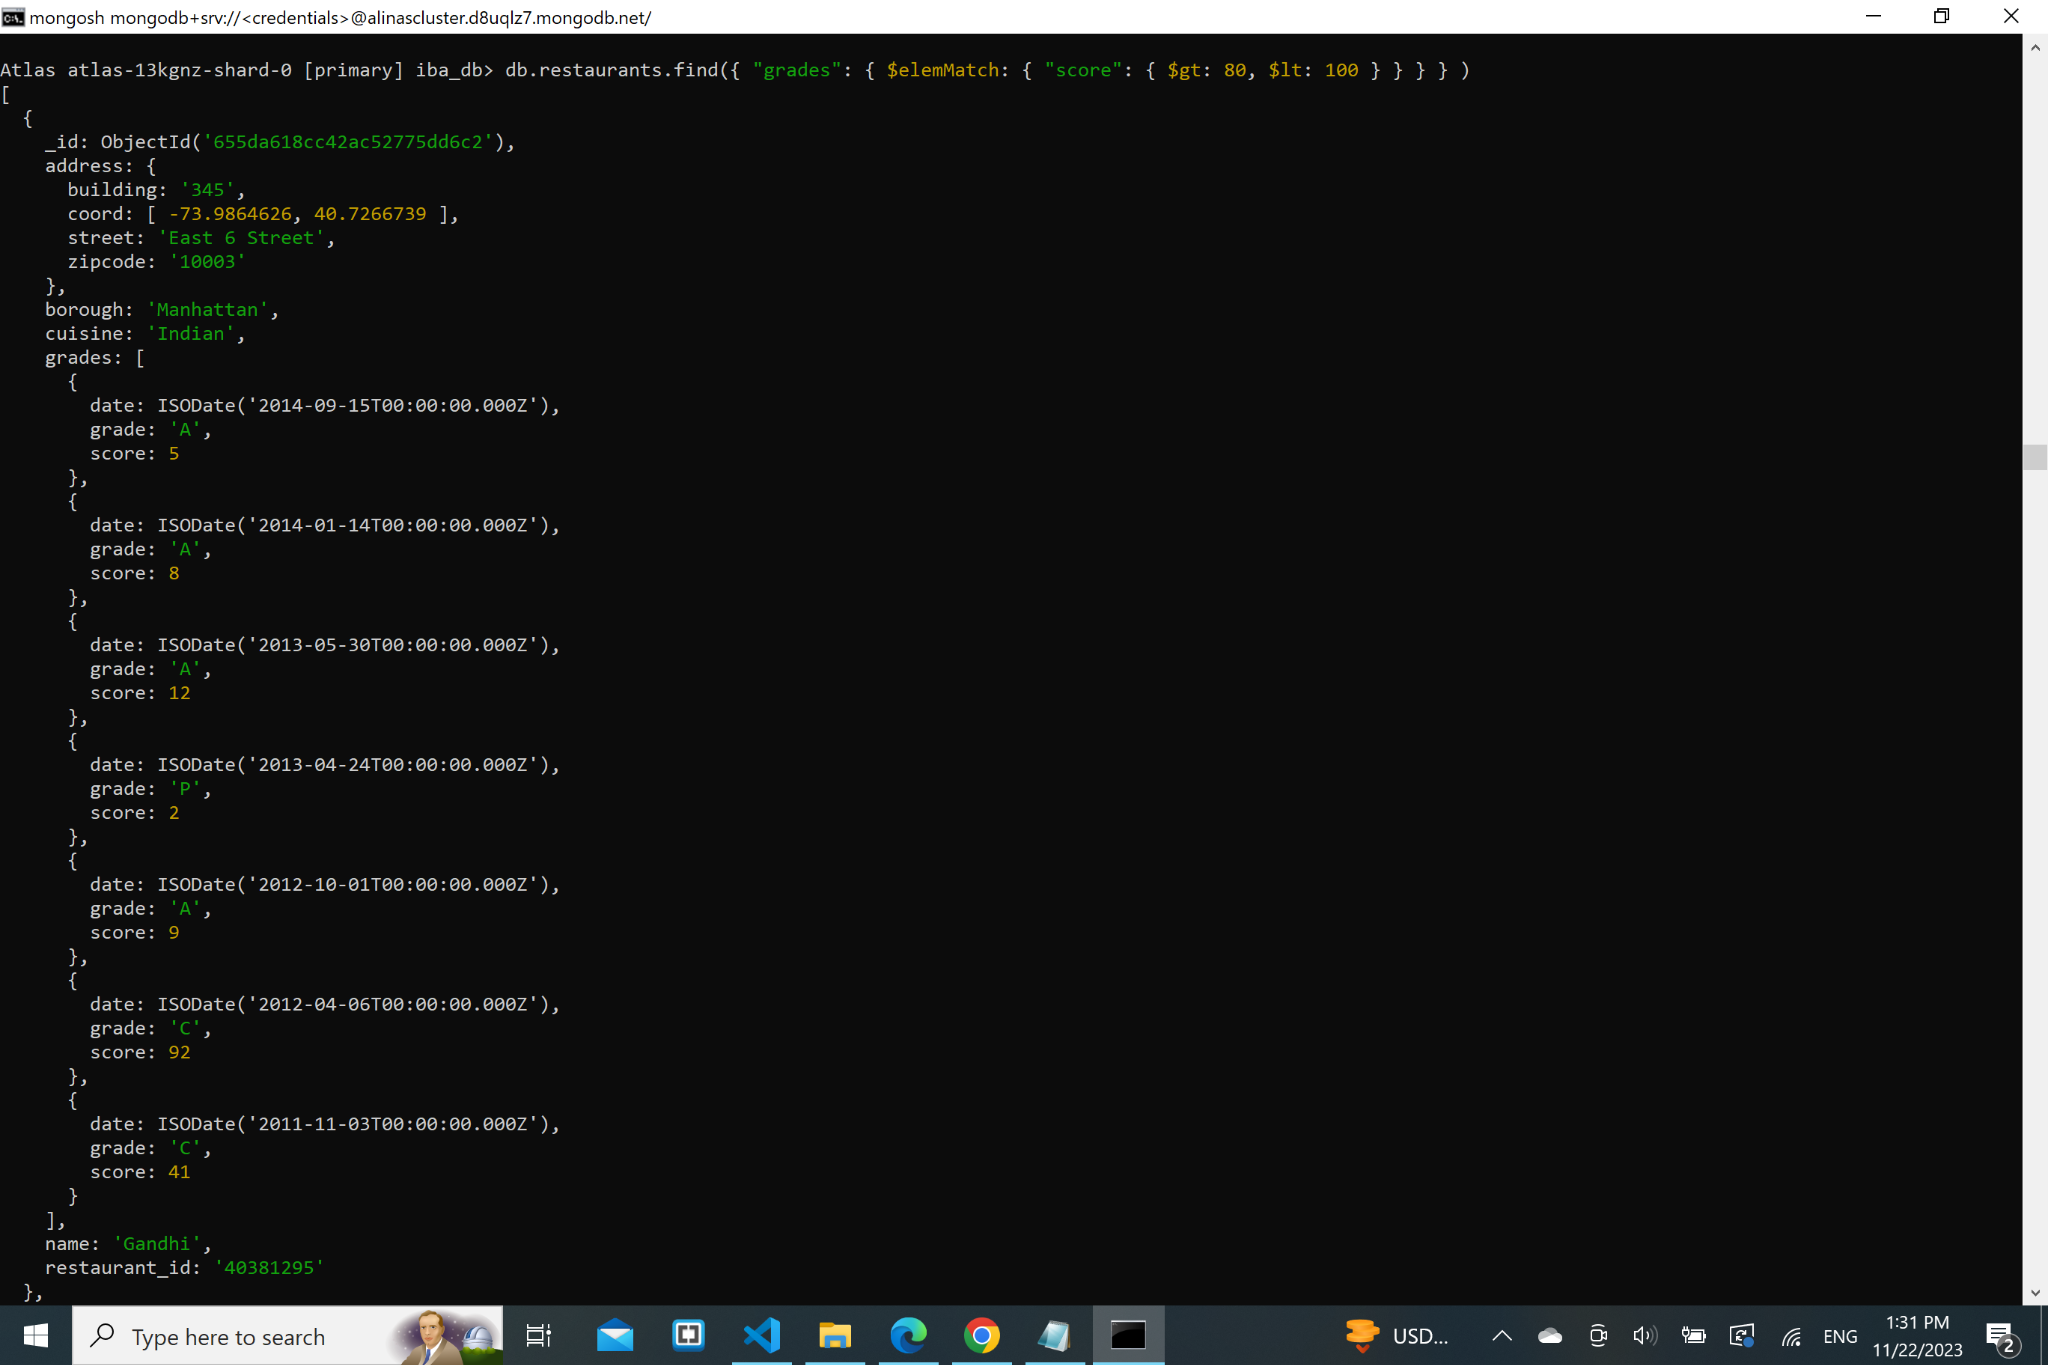 mongosh mongodb+srv://<credentials>@alinascluster.d8uqlz7.mongodb.net/
Atlas atlas-13kgnz-shard-0 [primary] iba_db> db.restaurants.find({ "grades": { $elemMatch: { "score": { $gt: 80, $lt: 100 } } } } )
[
  {
    _id: ObjectId('655da618cc42ac52775dd6c2'),
    address: {
      building: '345',
      coord: [ -73.9864626, 40.7266739 ],
      street: 'East 6 Street',
      zipcode: '10003'
    },
    borough: 'Manhattan',
    cuisine: 'Indian',
    grades: [
      {
        date: ISODate('2014-09-15T00:00:00.000Z'),
        grade: 'A',
        score: 5
      },
      {
        date: ISODate('2014-01-14T00:00:00.000Z'),
        grade: 'A',
        score: 8
      },
      {
        date: ISODate('2013-05-30T00:00:00.000Z'),
        grade: 'A',
        score: 12
      },
      {
        date: ISODate('2013-04-24T00:00:00.000Z'),
        grade: 'P',
        score: 2
      },
      {
        date: ISODate('2012-10-01T00:00:00.000Z'),
        grade: 'A',
        score: 9
      },
      {
        date: ISODate('2012-04-06T00:00:00.000Z'),
        grade: 'C',
        score: 92
      },
      {
        date: ISODate('2011-11-03T00:00:00.000Z'),
        grade: 'C',
        score: 41
      }
    ],
    name: 'Gandhi',
    restaurant_id: '40381295'
  },
Type here to search
USD...
ENG
1:31 PM
11/22/2023
2